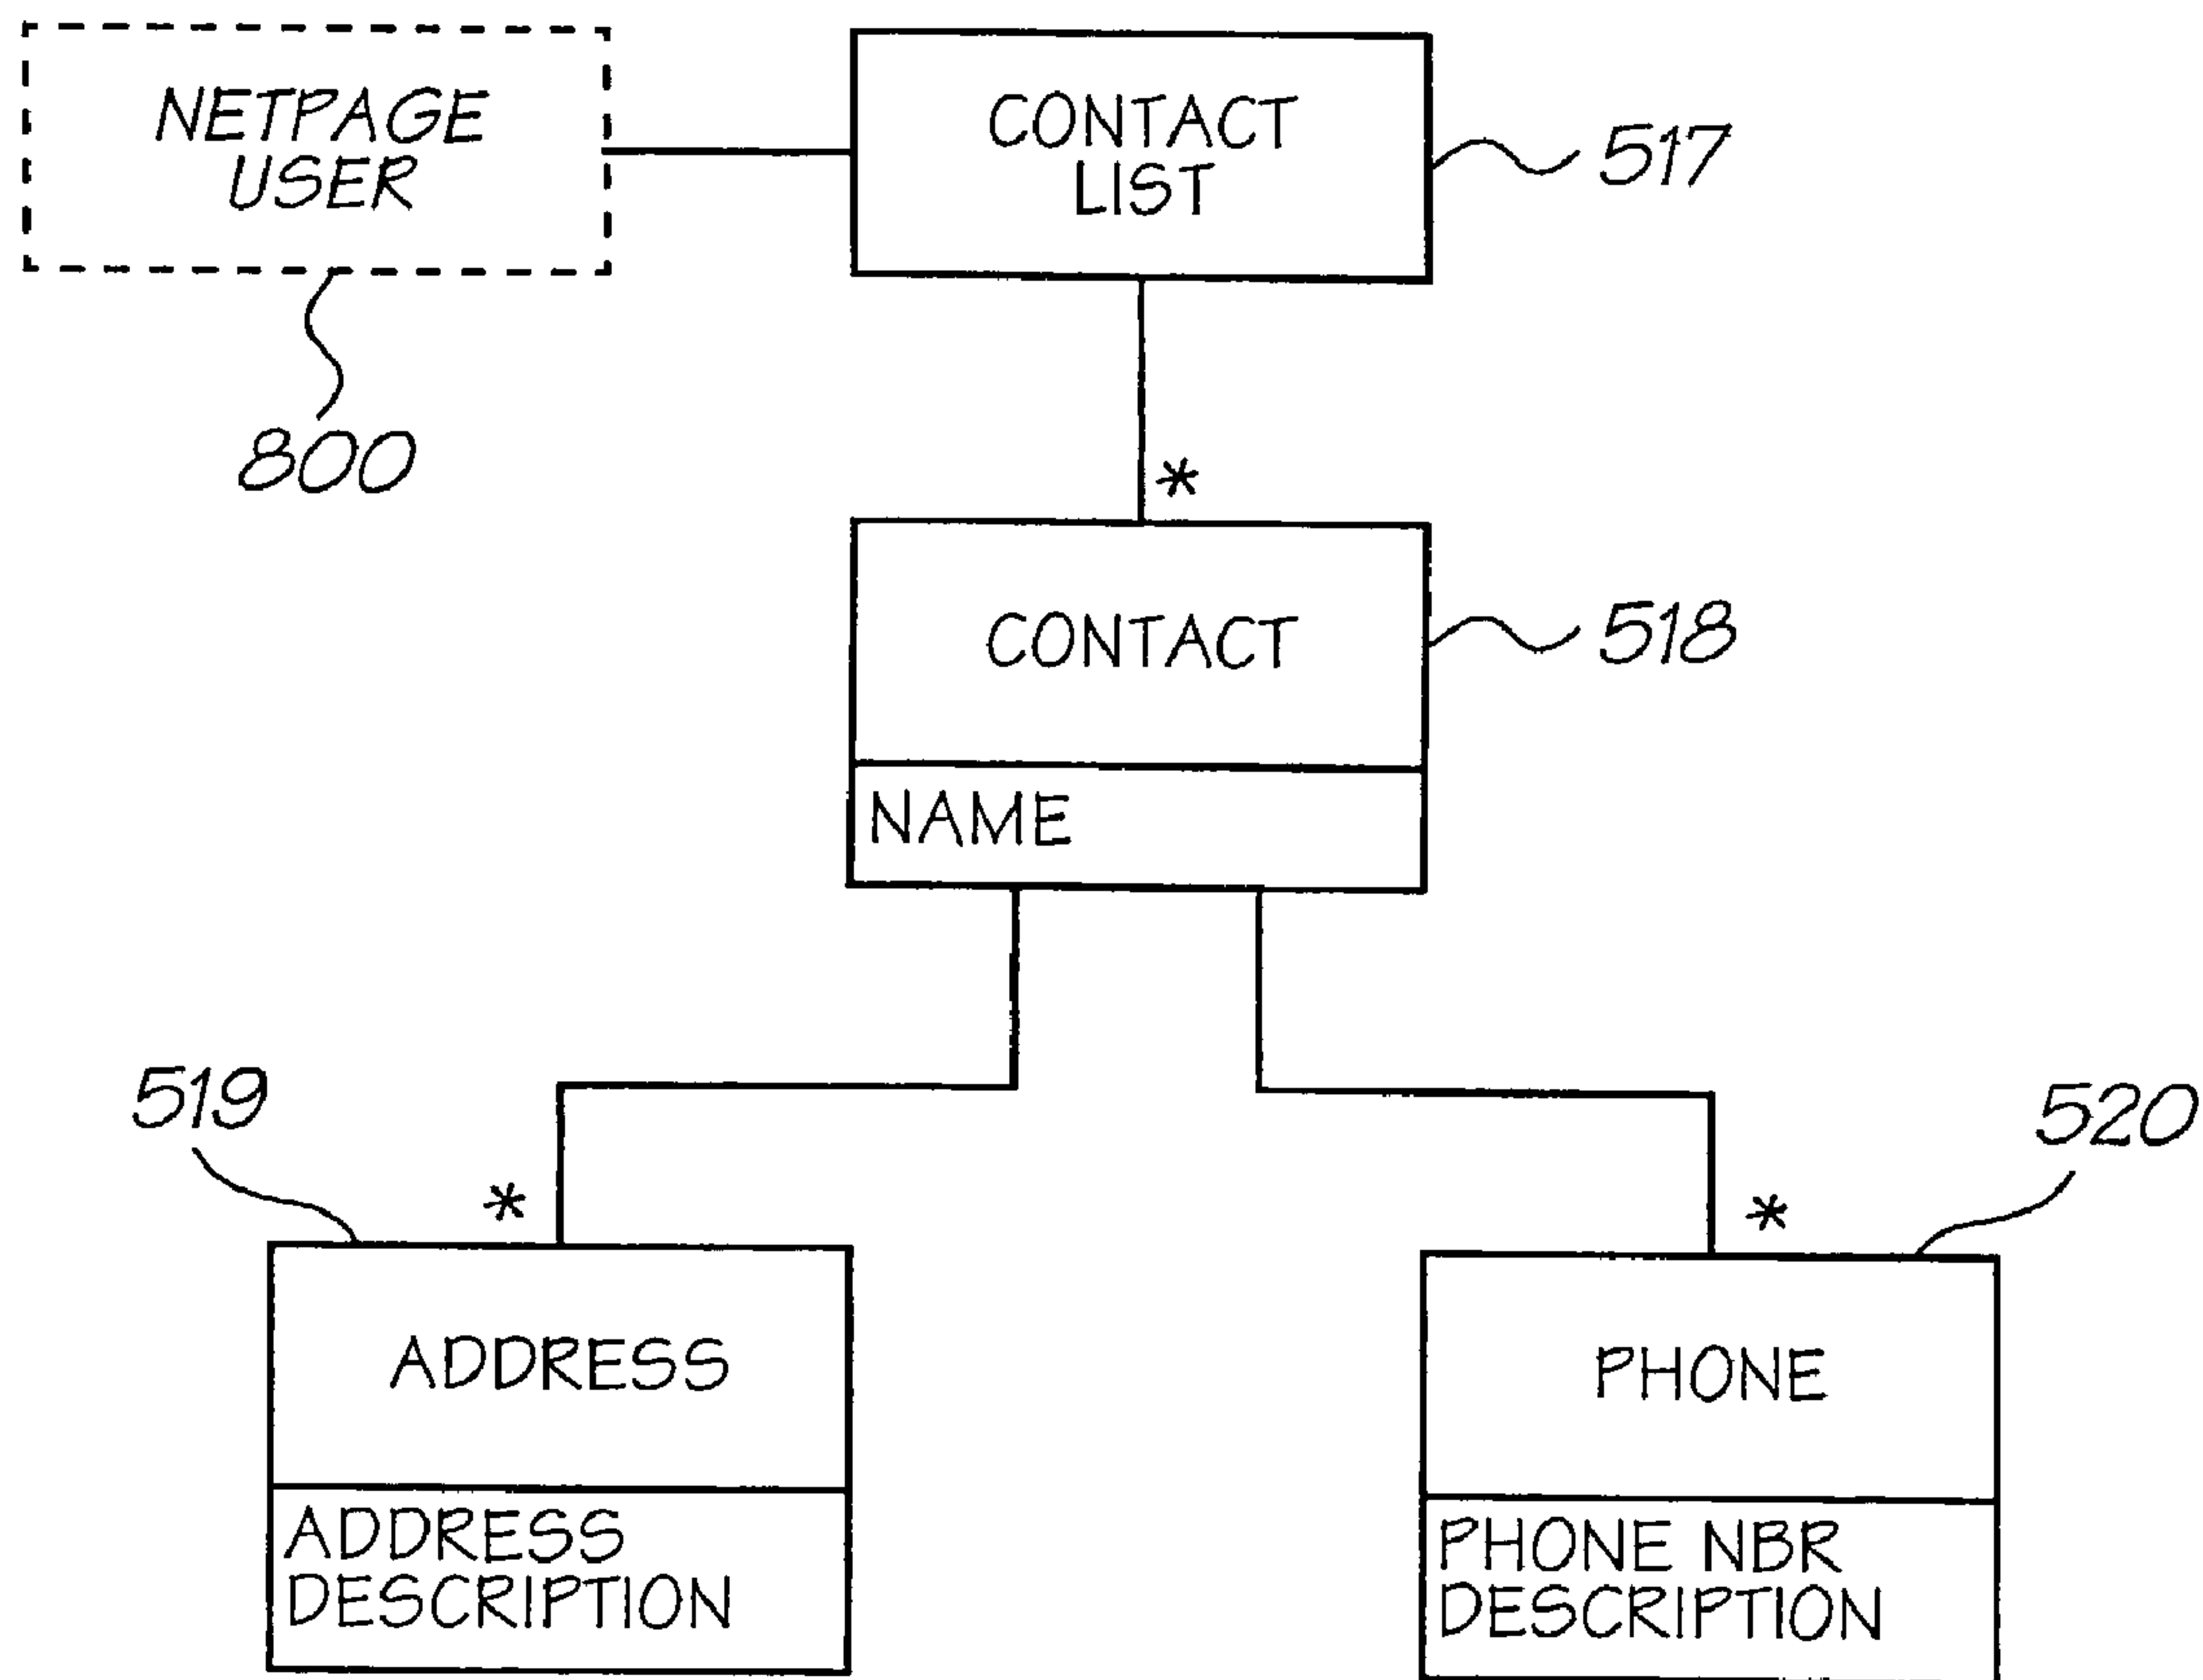 NETPAGE
USER
800
CONTACT
LIST
517
*
CONTACT
518
NAME
519
*
ADDRESS
ADDRESS
DESCRIPTION
520
*
PHONE
PHONE NBR
DESCRIPTION